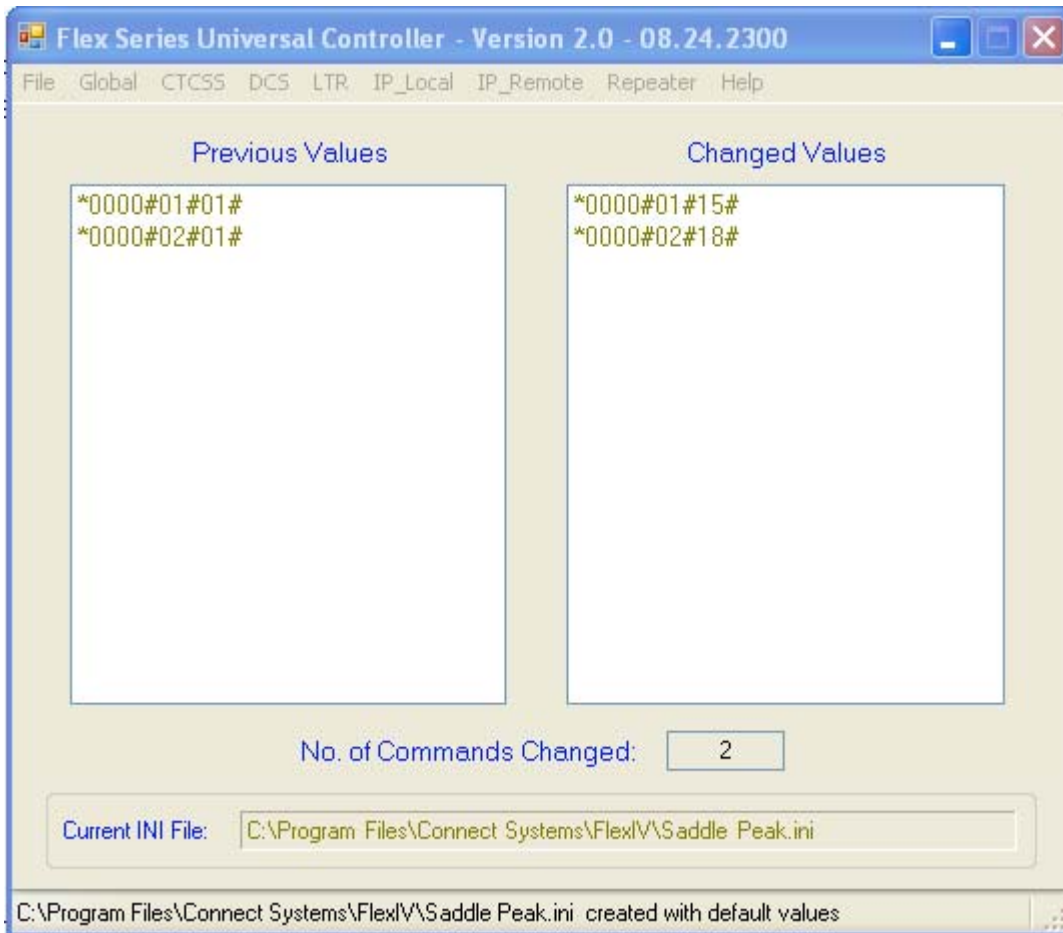 Flex Series Universal Controller - Version 2.0 - 08.24.2300
File Global CTCSS DCS LTR IP_Local IP_Remote Repeater Help
Previous Values
*0000#01#01#
*0000#02#01#
Changed Values
*0000#01#15#
*0000#02#18#
No. of Commands Changed: 2
Current INI File: C:\Program Files\Connect Systems\FlexIV\Saddle Peak.ini
C:\Program Files\Connect Systems\FlexIV\Saddle Peak.ini created with default values